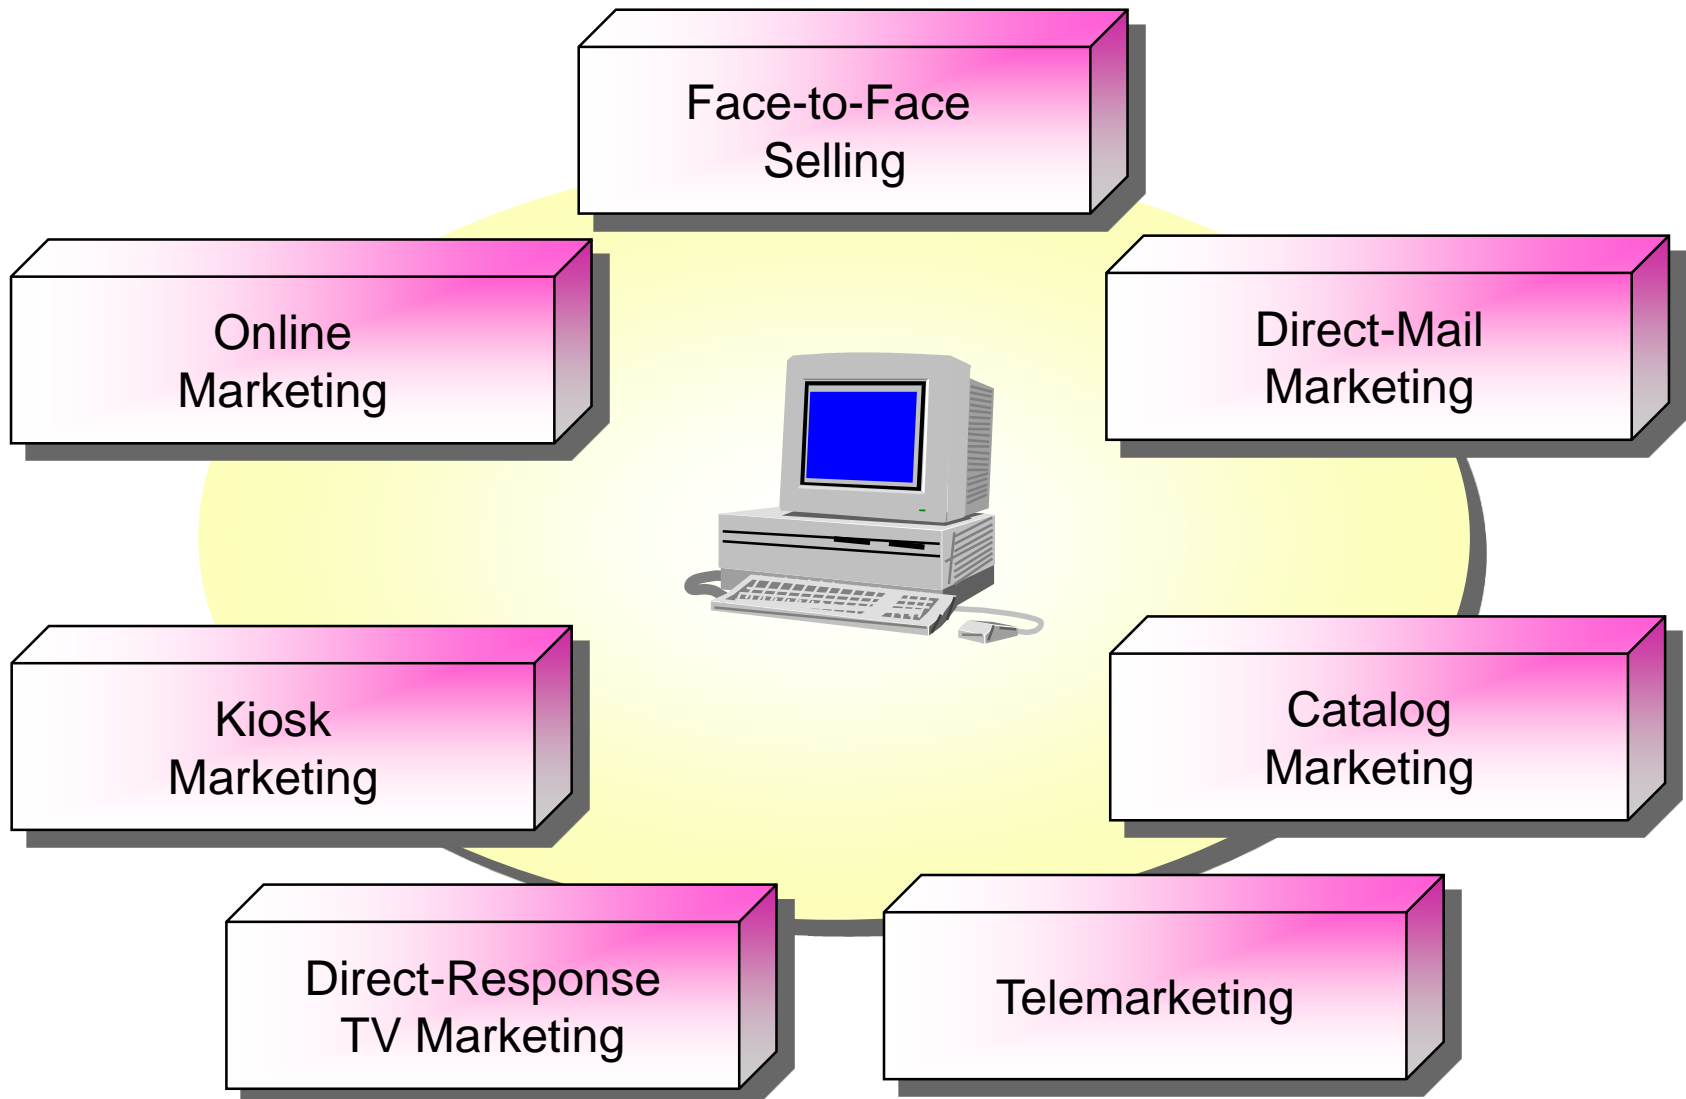 Face-to-Face
Selling
Online
Marketing
Direct-Mail
Marketing
Kiosk
Marketing
Catalog
Marketing
Direct-Response
TV Marketing
Telemarketing